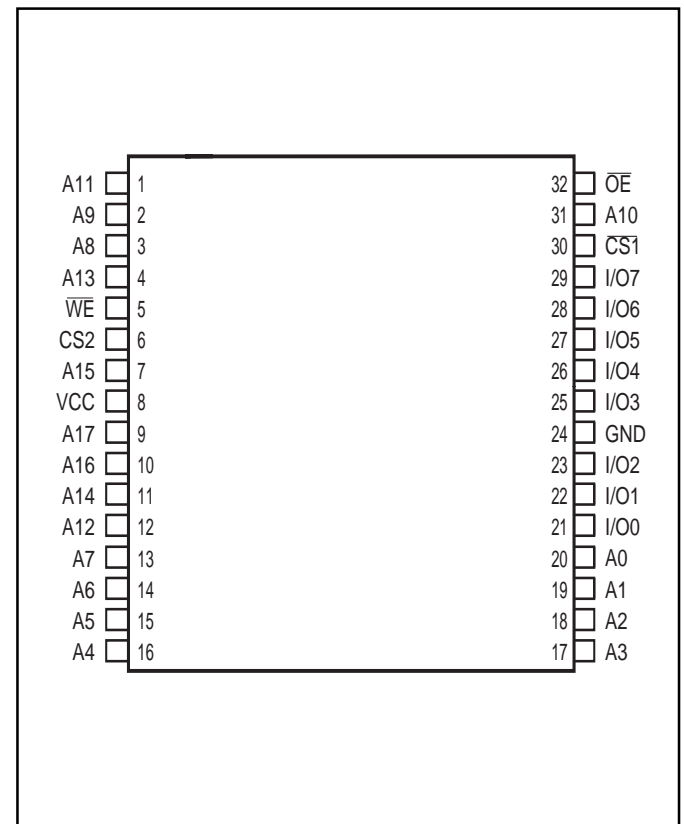 A11 1 32 O̅E̅
A9 2 31 A10
A8 3 30 C̅S̅1̅
A13 4 29 I/O7
W̅E̅ 5 28 I/O6
CS2 6 27 I/O5
A15 7 26 I/O4
VCC 8 25 I/O3
A17 9 24 GND
A16 10 23 I/O2
A14 11 22 I/O1
A12 12 21 I/O0
A7 13 20 A0
A6 14 19 A1
A5 15 18 A2
A4 16 17 A3